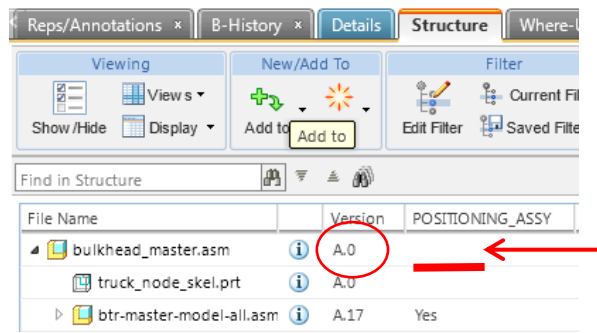 Reps/Annotations × B-History × Details Structure Where-U
Viewing New/Add To Filter
Views Current Fil
Show/Hide Display Add to Edit Filter Saved Filte
Add to
Find in Structure
File Name Version POSITIONING_ASSY
bulkhead_master.asm A.0
truck_node_skel.prt A.0
btr-master-model-all.asm A.17 Yes